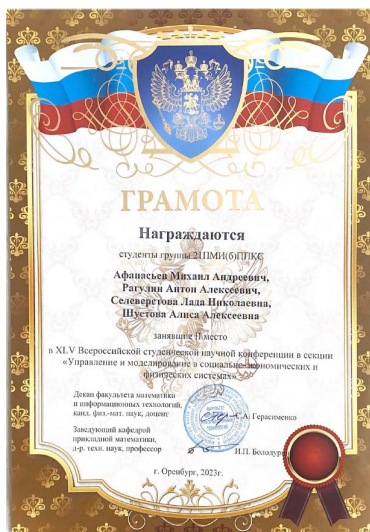 ГРАМОТА
Награждаются
студенты группы 21ПМИ(б)ППКС
Афанасьев Михаил Андреевич,
Рагулин Антон Алексеевич,
Селеверстова Лада Николаевна,
Шуетова Алиса Алексеевна
занявшие II место
в XLV Всероссийской студенческой научной конференции в секции
«Управление и моделирование в социально-экономических и
физических системах»
Декан факультета математики
и информационных технологий,
канд. физ.-мат. наук, доцент
С.А. Герасименко
Заведующий кафедрой
прикладной математики,
д-р. техн. наук, профессор
И.П. Болодурина
г. Оренбург, 2023г.